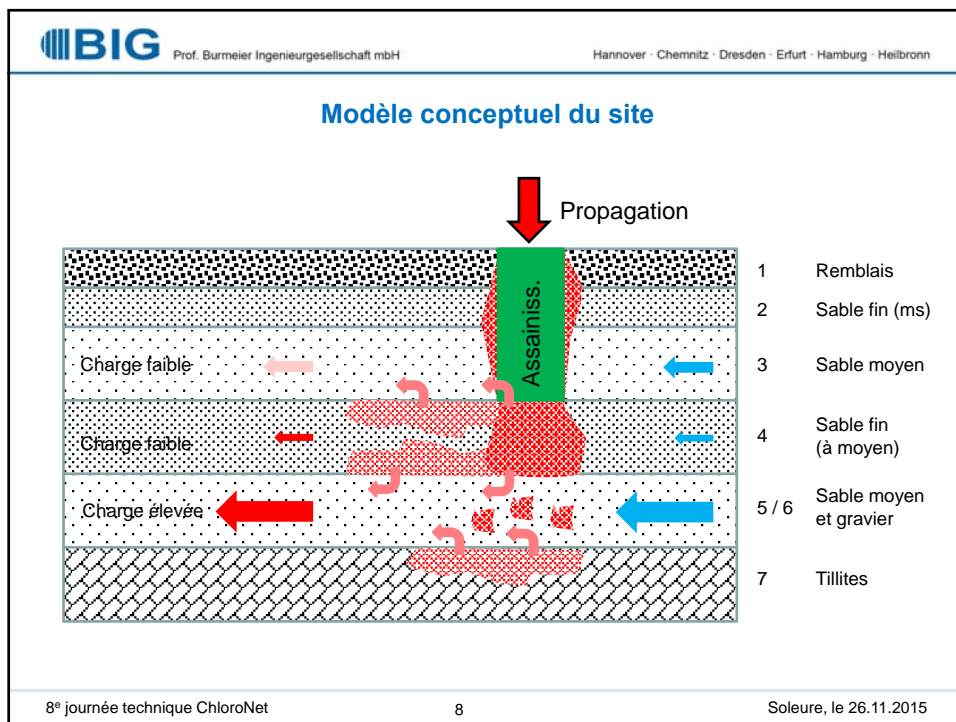 BIG Prof. Burmeier Ingenieurgesellschaft mbH Hannover · Chemnitz · Dresden · Erfurt · Hamburg · Heilbronn
Modèle conceptuel du site
Propagation
Assainiss.
1 Remblais
2 Sable fin (ms)
Charge faible 3 Sable moyen
Charge faible 4 Sable fin
(à moyen)
Charge élevée 5 / 6 Sable moyen
et gravier
7 Tillites
8e journée technique ChloroNet 8 Soleure, le 26.11.2015